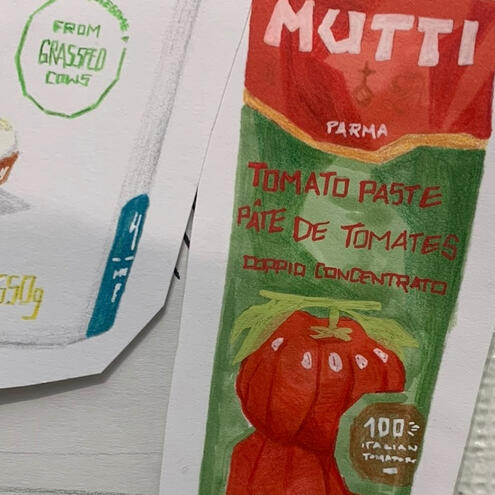 FROM
GRASSFED
COWS
550g
MUTTI
PARMA
TOMATO PASTE
PÂTE DE TOMATES
DOPPIO CONCENTRATO
100%
ITALIAN
TOMATOES